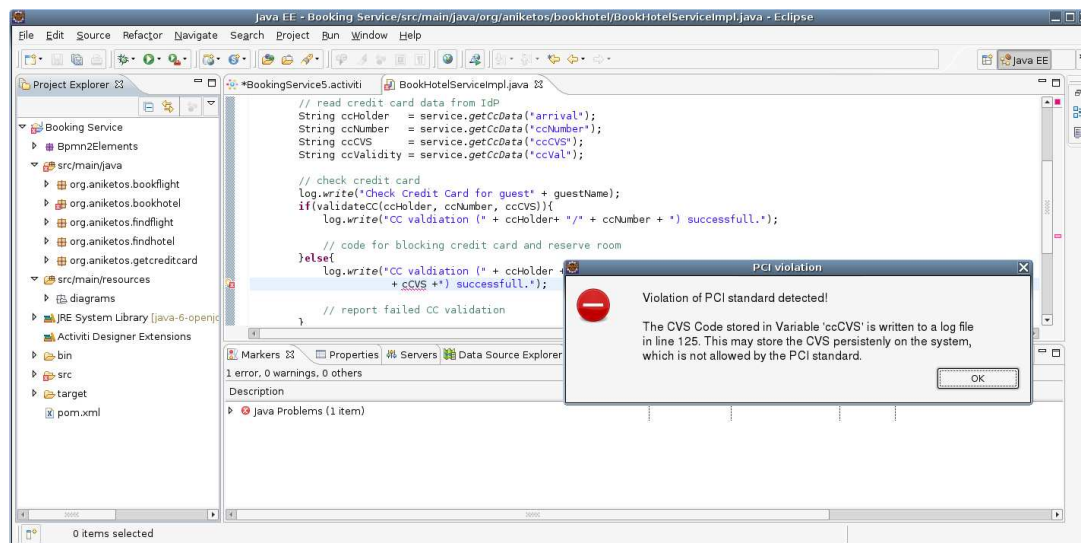 Java EE - Booking Service/src/main/java/org/aniketos/bookhotel/BookHotelServiceImpl.java - Eclipse
File Edit Source Refactor Navigate Search Project Run Window Help
Java EE
Project Explorer
*BookingService5.activiti
BookHotelServiceImpl.java
Booking Service
Bpmn2Elements
src/main/java
org.aniketos.bookflight
org.aniketos.bookhotel
org.aniketos.findflight
org.aniketos.findhotel
org.aniketos.getcreditcard
src/main/resources
diagrams
JRE System Library [java-6-openjc
Activiti Designer Extensions
bin
src
target
pom.xml
// read credit card data from IdP
String ccHolder = service.getCcData("arrival");
String ccNumber = service.getCcData("ccNumber");
String ccCVS = service.getCcData("ccCVS");
String ccValidity = service.getCcData("ccVal");
// check credit card
log.write("Check Credit Card for guest" + guestName);
if(validateCC(ccHolder, ccNumber, ccCVS)){
log.write("CC valdiation (" + ccHolder+ "/" + ccNumber + ") successfull.");
// code for blocking credit card and reserve room
}else{
log.write("CC valdiation (" + ccHolder +
+ cCVS +") successfull.");
// report failed CC validation
}
PCI violation
Violation of PCI standard detected!
The CVS Code stored in Variable 'ccCVS' is written to a log file
in line 125. This may store the CVS persistenly on the system,
which is not allowed by the PCI standard.
OK
Markers
Properties
Servers
Data Source Explorer
1 error, 0 warnings, 0 others
Description
Java Problems (1 item)
0 items selected